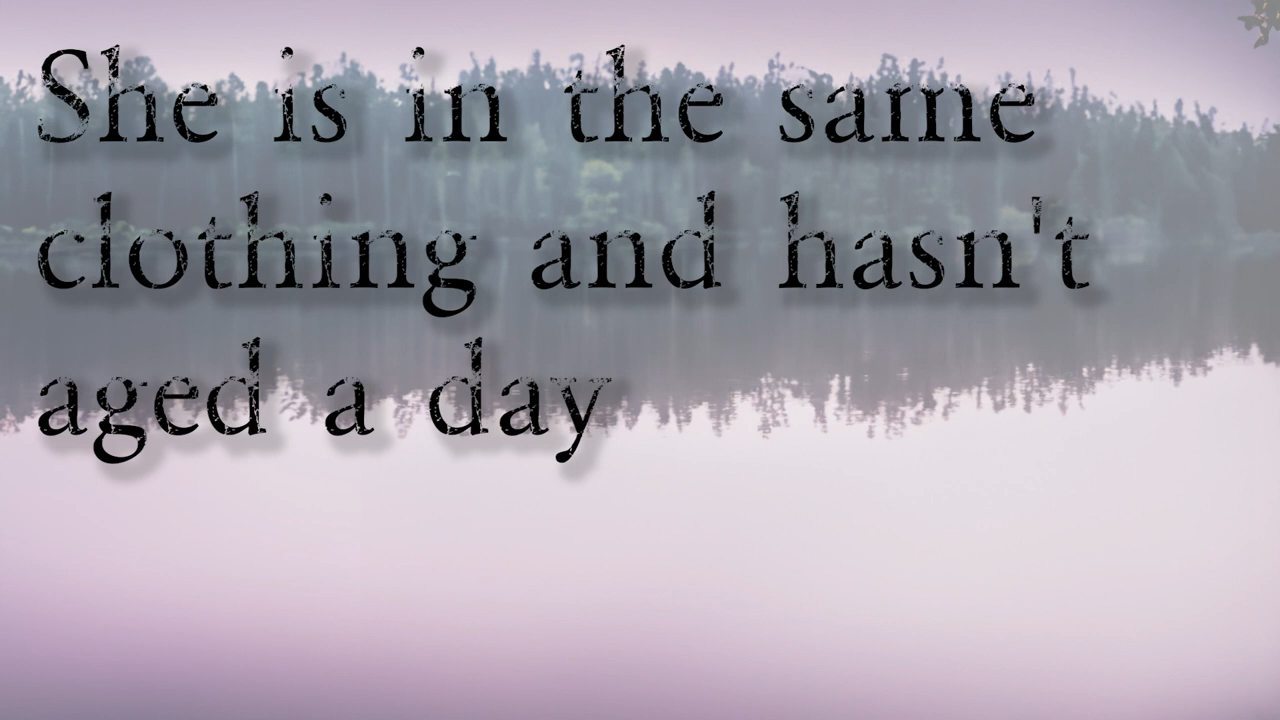 She is in the same
clothing and hasn't
aged a day